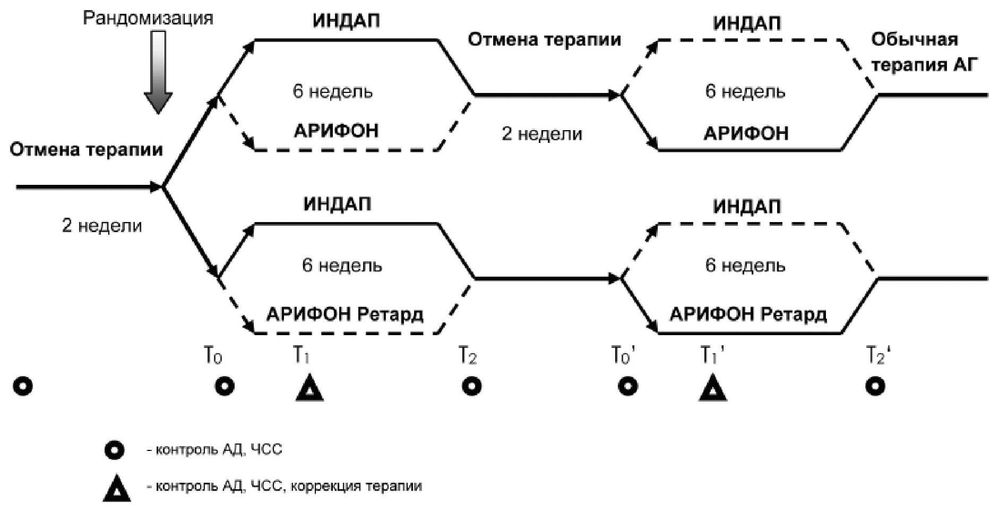 Рандомизация
ИНДАП
Отмена терапии
ИНДАП
Обычная
терапия АГ
6 недель
6 недель
АРИФОН
2 недели
АРИФОН
Отмена терапии
2 недели
ИНДАП
ИНДАП
6 недель
6 недель
АРИФОН Ретард
АРИФОН Ретард
T0
T1
T2
T0'
T1'
T2'
- контроль АД, ЧСС
- контроль АД, ЧСС, коррекция терапии